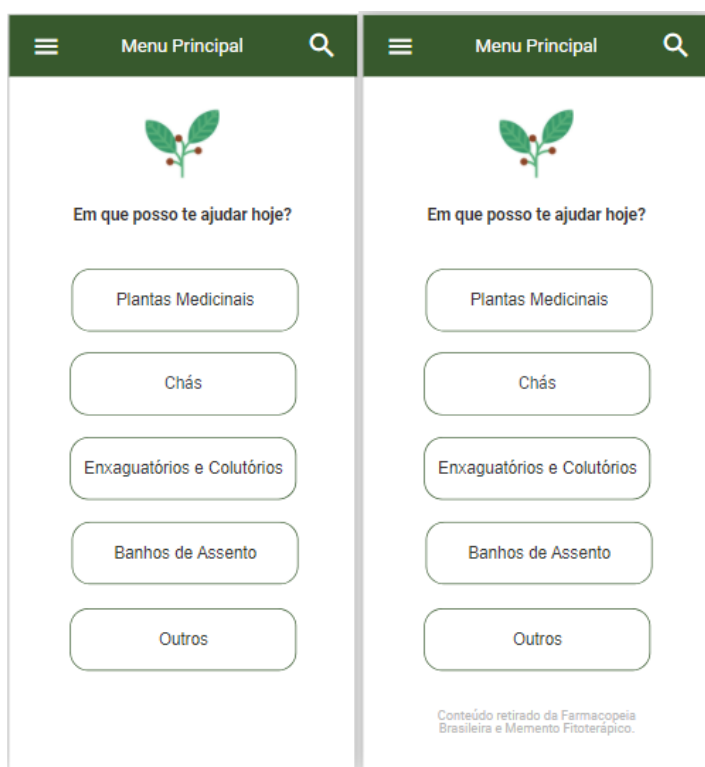 Menu Principal
Em que posso te ajudar hoje?
Plantas Medicinais
Chás
Enxaguatórios e Colutórios
Banhos de Assento
Outros
Menu Principal
Em que posso te ajudar hoje?
Plantas Medicinais
Chás
Enxaguatórios e Colutórios
Banhos de Assento
Outros
Conteúdo retirado da Farmacopeia
Brasileira e Memento Fitoterápico.